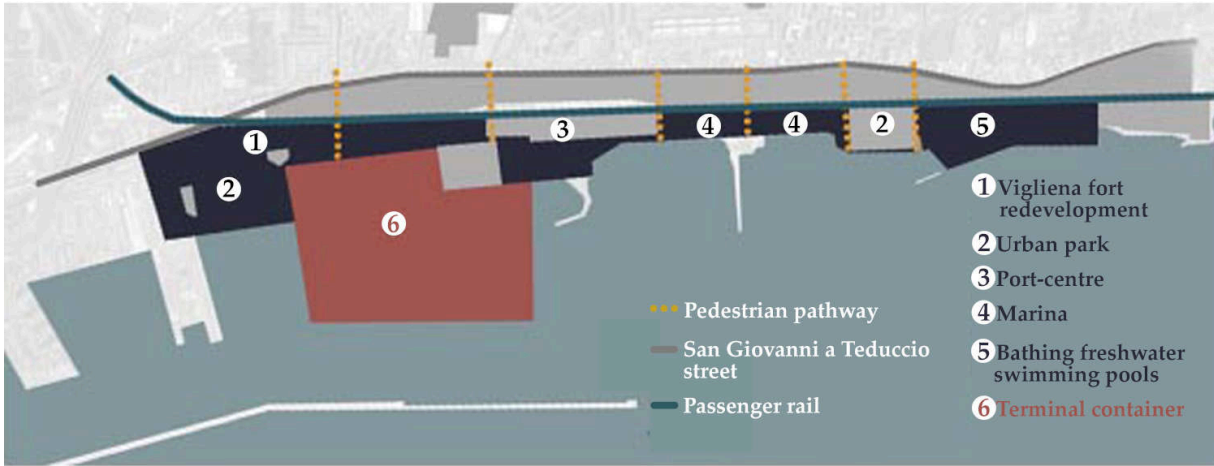 1
2
3
4
4
2
5
6
1 Vigliena fort
redevelopment
2 Urban park
3 Port-centre
4 Marina
5 Bathing freshwater
swimming pools
6 Terminal container
Pedestrian pathway
San Giovanni a Teduccio
street
Passenger rail